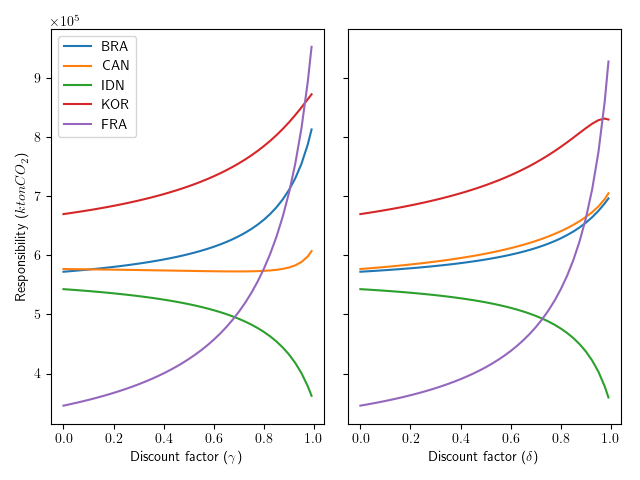 ×10⁵
9
8
7
6
5
4
Responsibility (ktonCO₂)
BRA
CAN
IDN
KOR
FRA
0.0 0.2 0.4 0.6 0.8 1.0
Discount factor (γ)
0.0 0.2 0.4 0.6 0.8 1.0
Discount factor (δ)